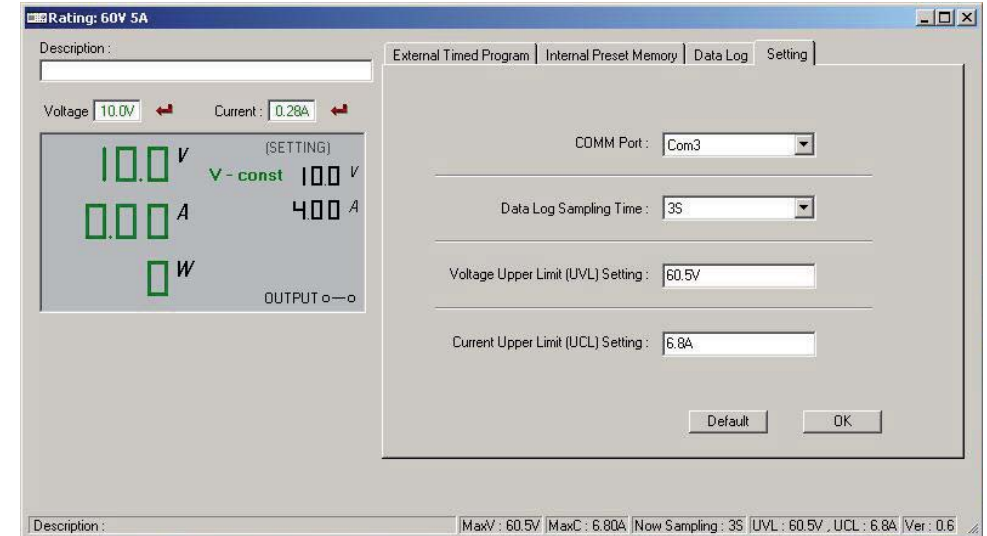 Rating: 60V 5A
Description :
External Timed Program Internal Preset Memory Data Log Setting
Voltage 10.0V Current : 0.28A
10.0 V (SETTING)
V - const 10.0 V
0.00 A 4.00 A
0 W
OUTPUT
COMM Port : Com3
Data Log Sampling Time : 3S
Voltage Upper Limit (UVL) Setting : 60.5V
Current Upper Limit (UCL) Setting : 6.8A
Default OK
Description : MaxV : 60.5V MaxC : 6.80A Now Sampling : 3S UVL : 60.5V , UCL : 6.8A Ver : 0.6